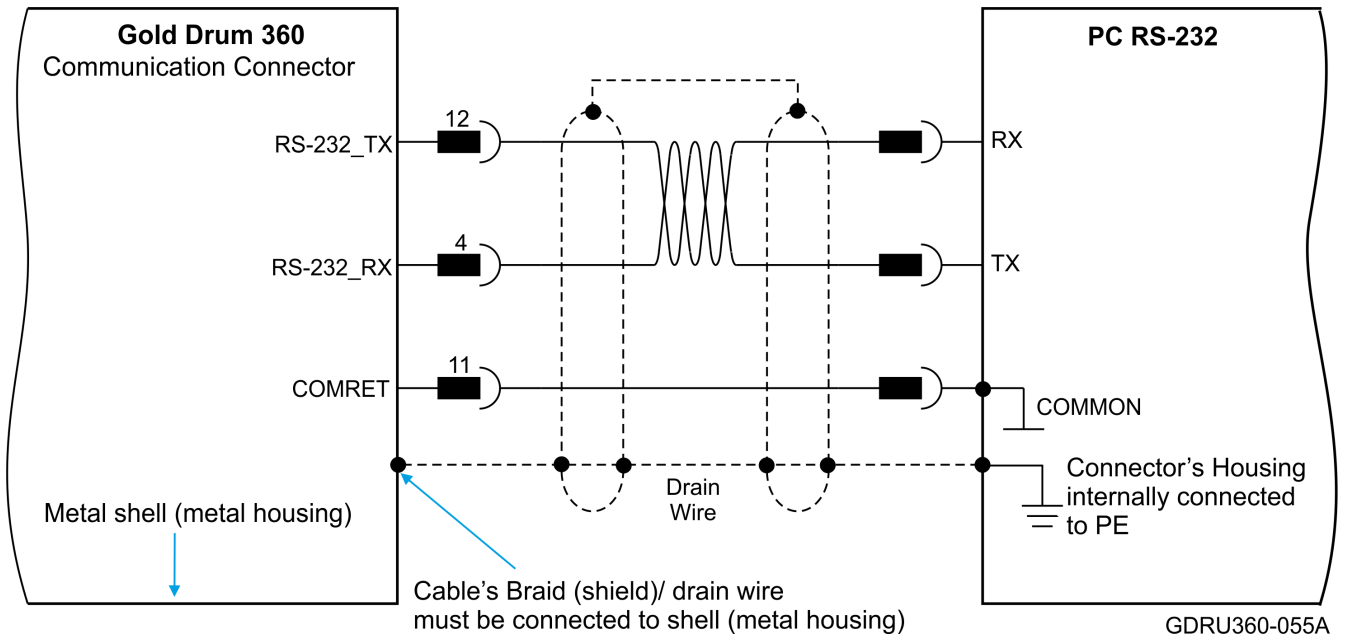 Gold Drum 360
Communication Connector
PC RS-232
12
RS-232_TX
RX
4
RS-232_RX
TX
11
COMRET
COMMON
Drain
Wire
Connector's Housing
internally connected
to PE
Metal shell (metal housing)
Cable's Braid (shield)/ drain wire
must be connected to shell (metal housing)
GDRU360-055A